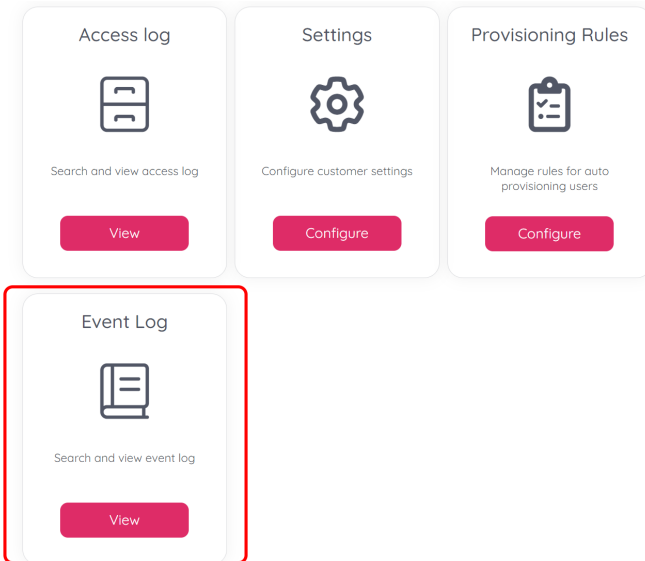 Access log
Search and view access log
View
Settings
Configure customer settings
Configure
Provisioning Rules
Manage rules for auto
provisioning users
Configure
Event Log
Search and view event log
View